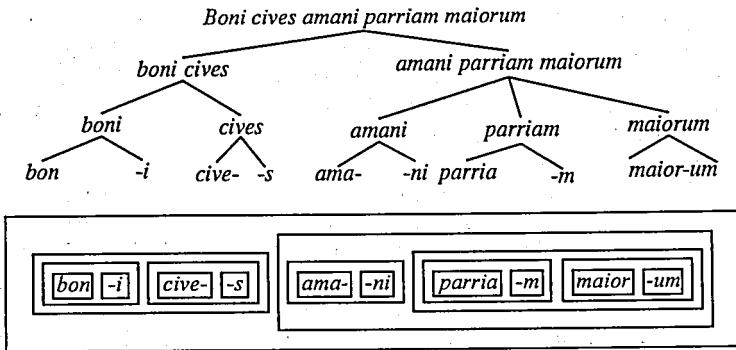 Boni cives amani parriam maiorum
boni cives amani parriam maiorum
boni cives amani parriam maiorum
bon -i cive- -s ama- -ni parria -m maior-um
bon -i cive- -s ama- -ni parria -m maior -um